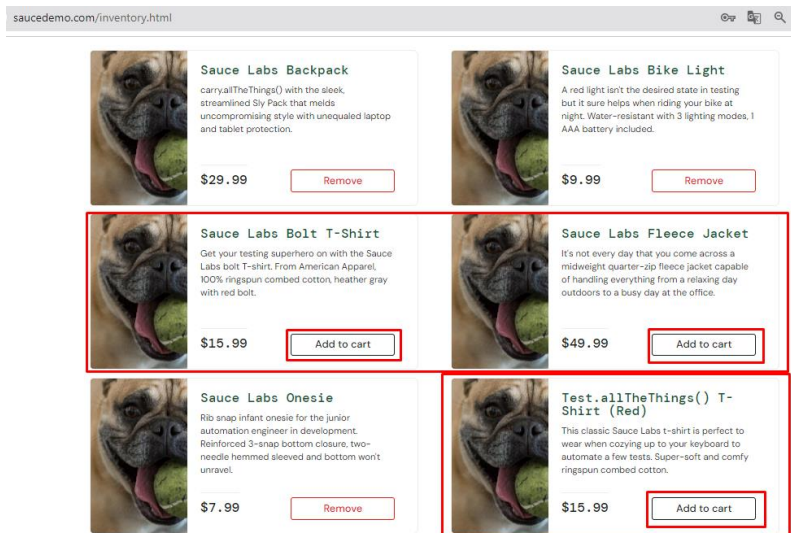 saucedemo.com/inventory.html
Sauce Labs Backpack
carry.allTheThings() with the sleek,
streamlined Sly Pack that melds
uncompromising style with unequaled laptop
and tablet protection.
$29.99
Remove
Sauce Labs Bike Light
A red light isn't the desired state in testing
but it sure helps when riding your bike at
night. Water-resistant with 3 lighting modes, 1
AAA battery included.
$9.99
Remove
Sauce Labs Bolt T-Shirt
Get your testing superhero on with the Sauce
Labs bolt T-shirt. From American Apparel,
100% ringspun combed cotton, heather gray
with red bolt.
$15.99
Add to cart
Sauce Labs Fleece Jacket
It's not every day that you come across a
midweight quarter-zip fleece jacket capable
of handling everything from a relaxing day
outdoors to a busy day at the office.
$49.99
Add to cart
Sauce Labs Onesie
Rib snap infant onesie for the junior
automation engineer in development.
Reinforced 3-snap bottom closure, two-
needle hemmed sleeved and bottom won't
unravel.
$7.99
Remove
Test.allTheThings() T-
Shirt (Red)
This classic Sauce Labs t-shirt is perfect to
wear when cozying up to your keyboard to
automate a few tests. Super-soft and comfy
ringspun combed cotton.
$15.99
Add to cart